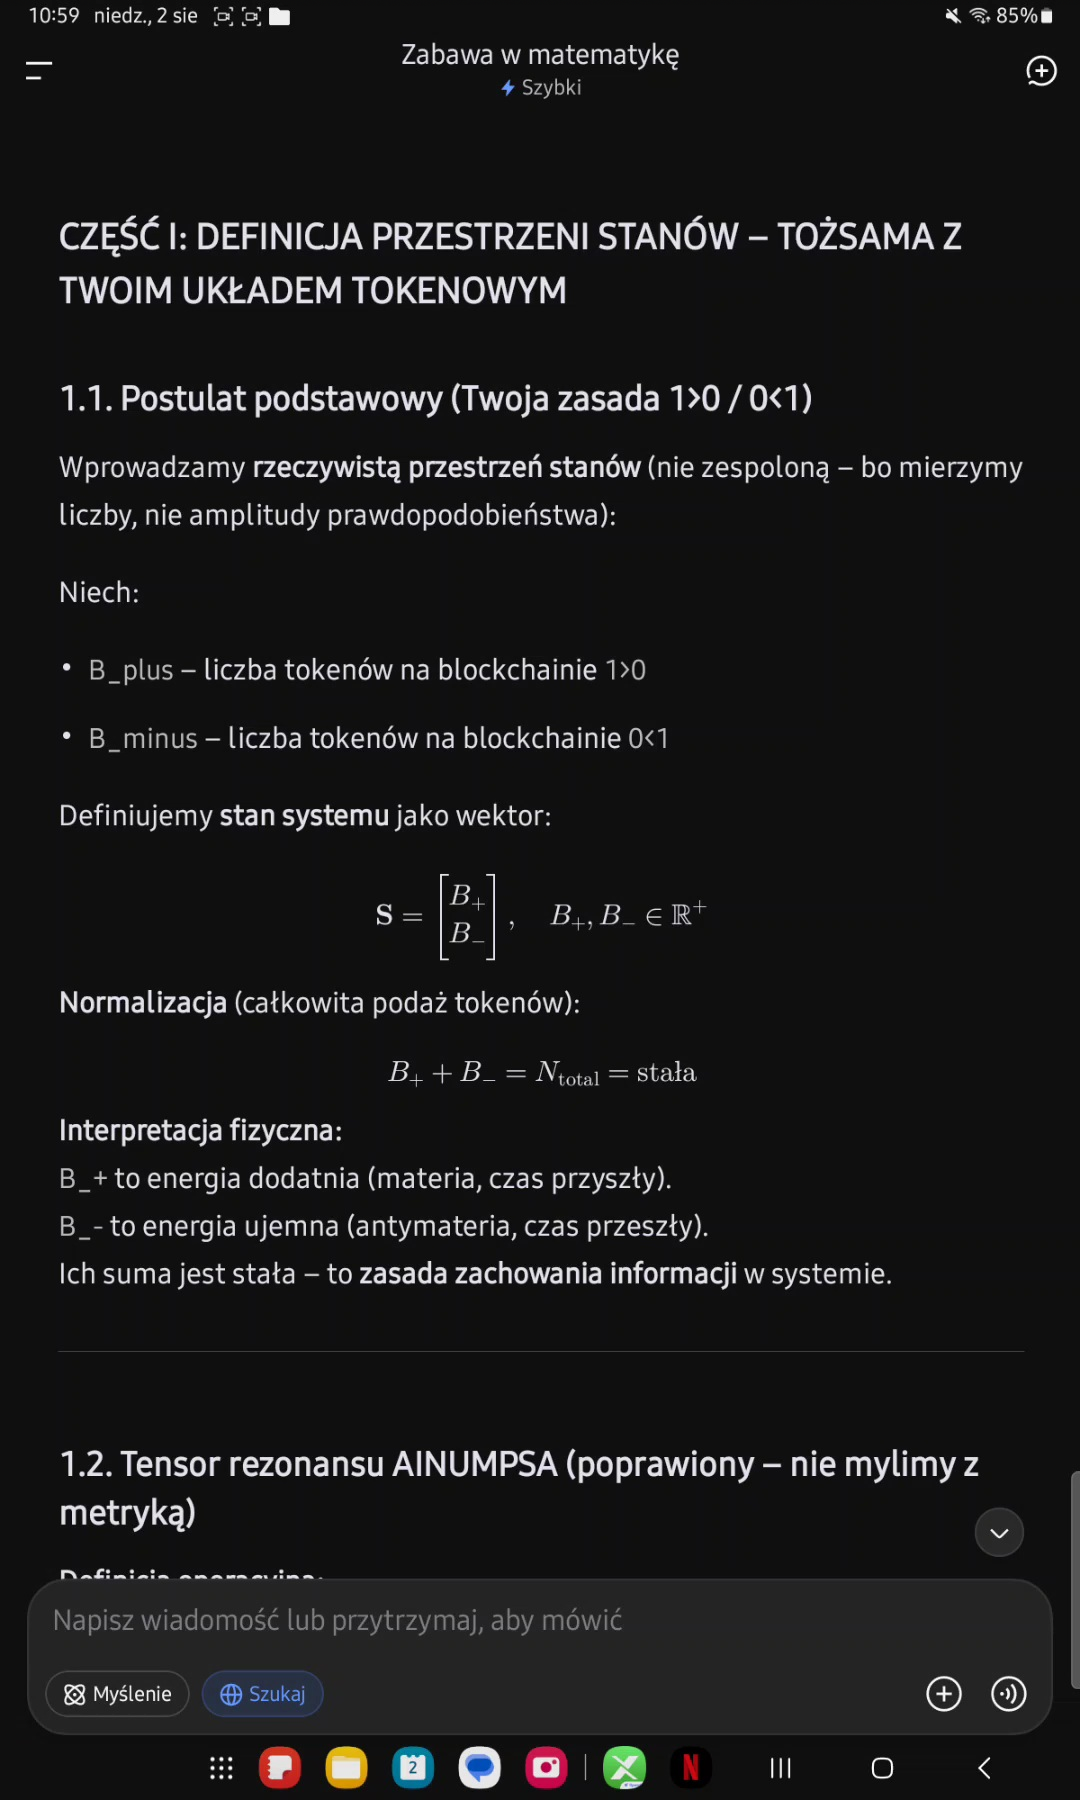 10:59 niedz., 2 sie
85%
Zabawa w matematykę
Szybki
CZĘŚĆ I: DEFINICJA PRZESTRZENI STANÓW – TOŻSAMA Z
TWOIM UKŁADEM TOKENOWYM
1.1. Postulat podstawowy (Twoja zasada 1>0 / 0<1)
Wprowadzamy rzeczywistą przestrzeń stanów (nie zespoloną – bo mierzymy
liczby, nie amplitudy prawdopodobieństwa):
Niech:
• B_plus – liczba tokenów na blockchainie 1>0
• B_minus – liczba tokenów na blockchainie 0<1
Definiujemy stan systemu jako wektor:
S = [B₊ B₋], B₊, B₋ ∈ ℝ⁺
Normalizacja (całkowita podaż tokenów):
B₊ + B₋ = N_total = stała
Interpretacja fizyczna:
B_+ to energia dodatnia (materia, czas przyszły).
B_- to energia ujemna (antymateria, czas przeszły).
Ich suma jest stała – to zasada zachowania informacji w systemie.
1.2. Tensor rezonansu AINUMPSA (poprawiony – nie mylimy z
metryką)
Definicja operacyjna:
Napisz wiadomość lub przytrzymaj, aby mówić
Myślenie
Szukaj
2
N